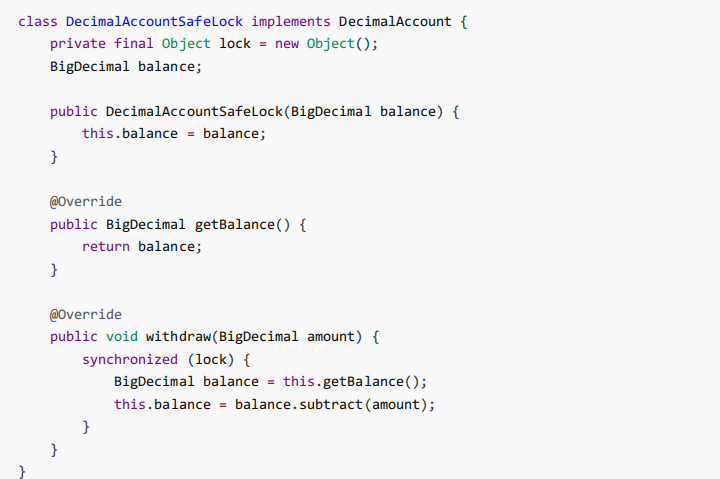 class DecimalAccountSafeLock implements DecimalAccount {
    private final Object lock = new Object();
    BigDecimal balance;

    public DecimalAccountSafeLock(BigDecimal balance) {
        this.balance = balance;
    }

    @Override
    public BigDecimal getBalance() {
        return balance;
    }

    @Override
    public void withdraw(BigDecimal amount) {
        synchronized (lock) {
            BigDecimal balance = this.getBalance();
            this.balance = balance.subtract(amount);
        }
    }
}